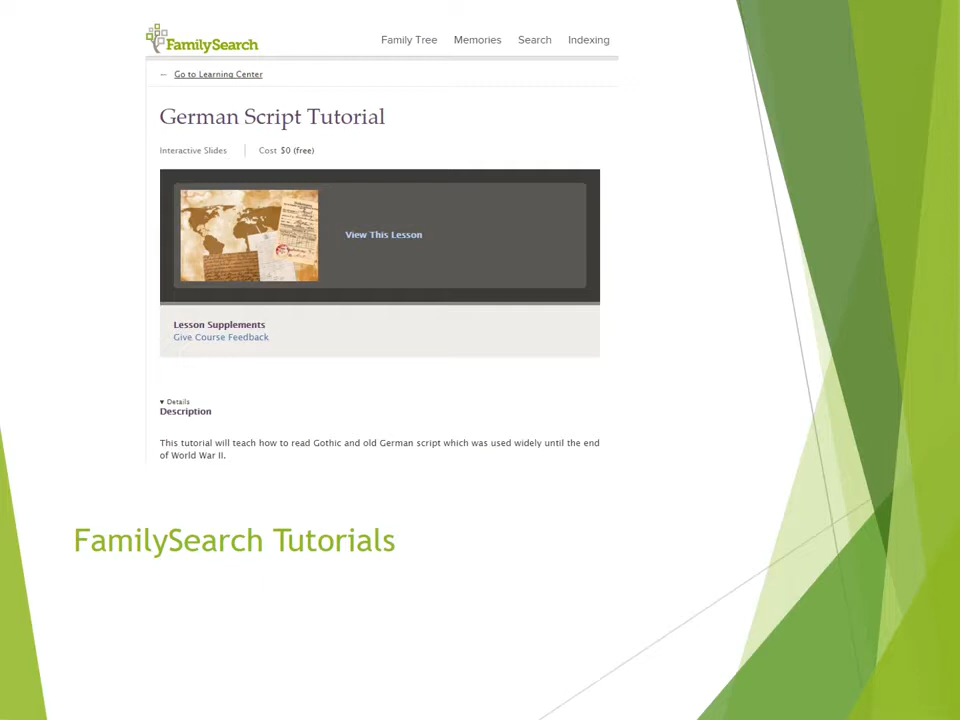 FamilySearch
Family Tree Memories Search Indexing
← Go to Learning Center
German Script Tutorial
Interactive Slides | Cost $0 (free)
View This Lesson
Lesson Supplements
Give Course Feedback
▾ Details
Description
This tutorial will teach how to read Gothic and old German script which was used widely until the end
of World War II.
FamilySearch Tutorials